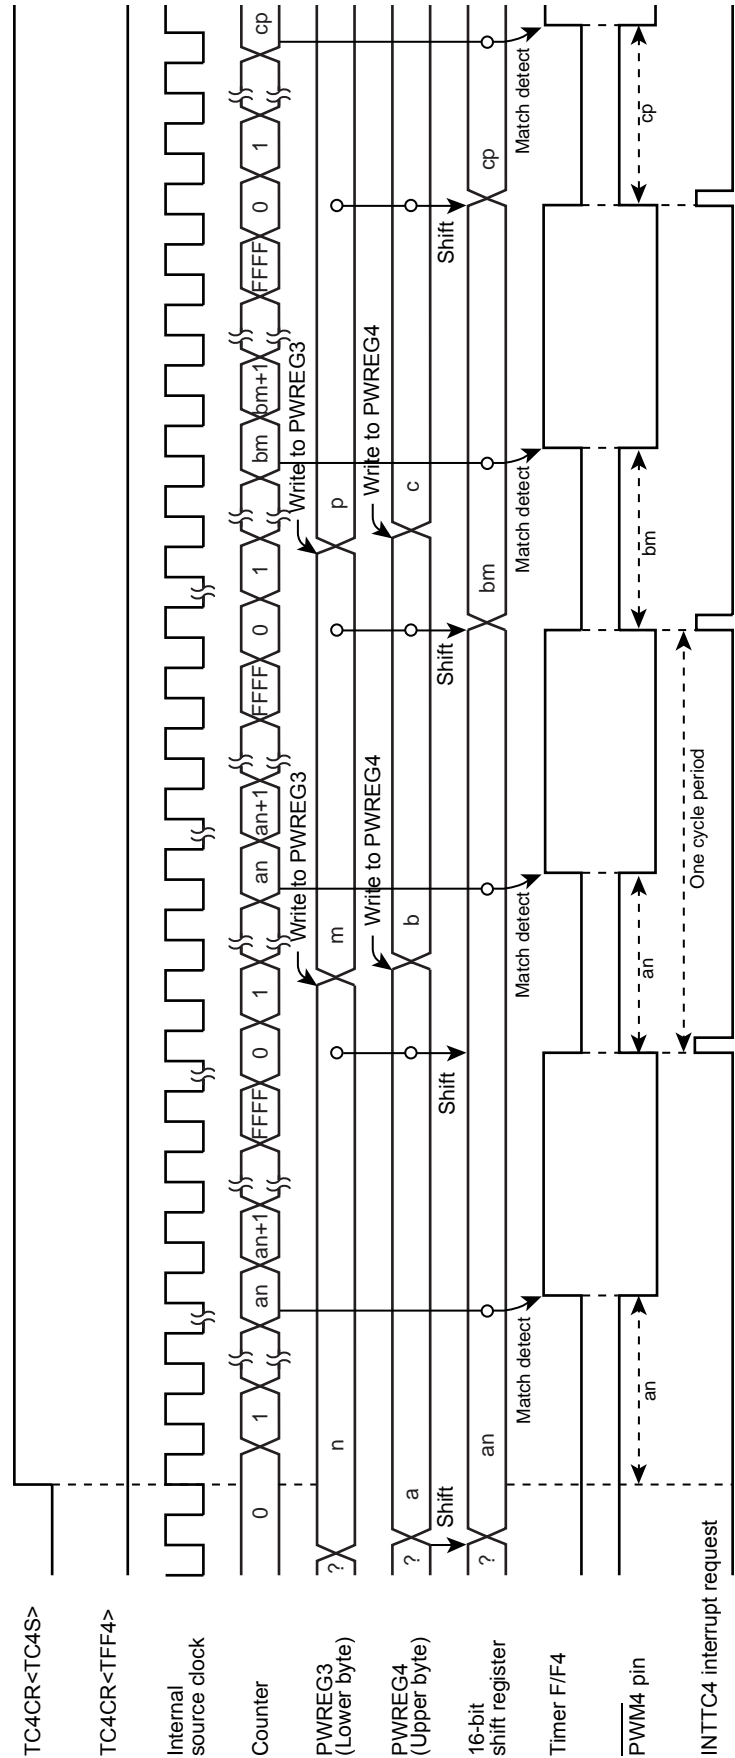 TC4CR<TC4S>
TC4CR<TFF4>
Internal
source clock
Counter
0
1
an
an+1
FFFF
0
1
an
an+1
FFFF
0
1
bm
bm+1
FFFF
0
1
cp
Write to PWREG3
Write to PWREG3
PWREG3
(Lower byte)
?
n
m
p
Write to PWREG4
Write to PWREG4
PWREG4
(Upper byte)
?
a
b
c
Shift
Shift
Shift
Shift
16-bit
shift register
?
an
bm
cp
Match detect
Match detect
Match detect
Match detect
Timer F/F4
PWM4 pin
an
an
bm
cp
One cycle period
INTTC4 interrupt request